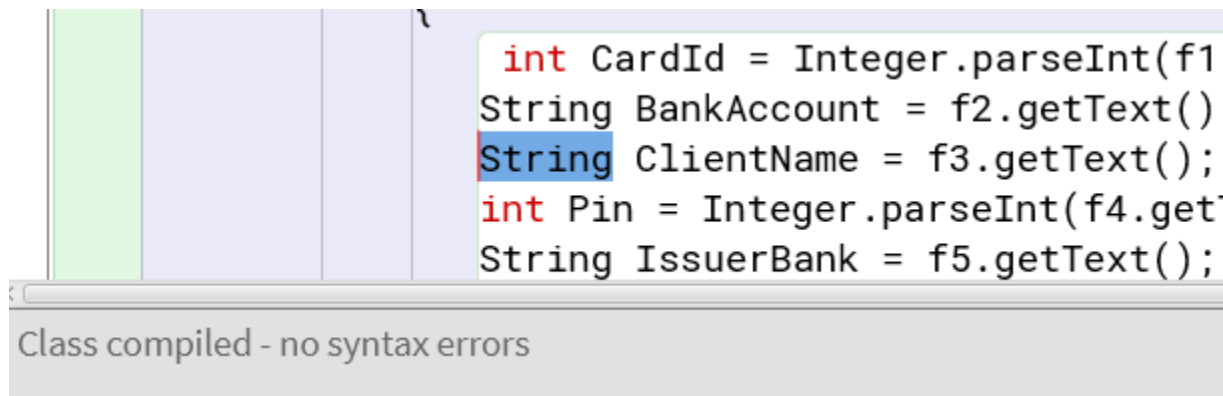 {
int CardId = Integer.parseInt(f1
String BankAccount = f2.getText()
String ClientName = f3.getText();
int Pin = Integer.parseInt(f4.get
String IssuerBank = f5.getText();
Class compiled - no syntax errors